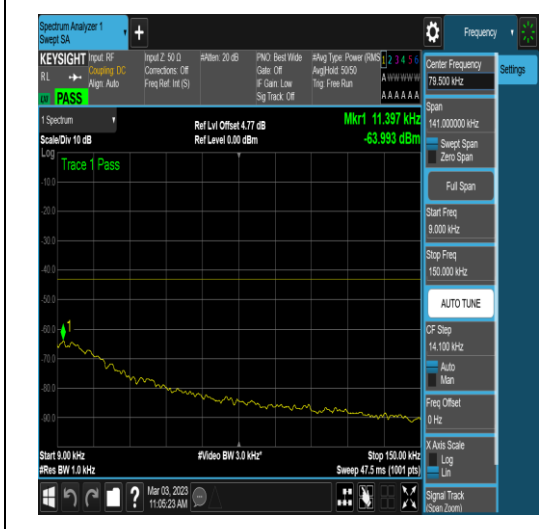 Spectrum Analyzer 1
Swept SA
+
Frequency
KEYSIGHT
RL
PASS
Input: RF
Coupling: DC
Align: Auto
Input Z: 50 Ω
Corrections: Off
Freq Ref: Int (S)
#Atten: 20 dB
PNO: Best Wide
Gate: Off
IF Gain: Low
Sig Track: Off
#Avg Type: Power (RMS
Avg|Hold: 50/50
Trig: Free Run
1 2 3 4 5 6
A W W W W W
A A A A A A
Center Frequency
79.500 kHz
Settings
Span
141.000000 kHz
Swept Span
Zero Span
Full Span
Start Freq
9.000 kHz
Stop Freq
150.000 kHz
AUTO TUNE
CF Step
14.100 kHz
Auto
Man
Freq Offset
0 Hz
X Axis Scale
Log
Lin
Signal Track
(Span Zoom)
1 Spectrum
Scale/Div 10 dB
Ref Lvl Offset 4.77 dB
Ref Level 0.00 dBm
Mkr1 11.397 kHz
-63.993 dBm
Log
Trace 1 Pass
-10.0
-20.0
-30.0
-40.0
-50.0
-60.0
1
-70.0
-80.0
-90.0
Start 9.00 kHz
#Video BW 3.0 kHz*
Stop 150.00 kHz
#Res BW 1.0 kHz
Sweep 47.5 ms (1001 pts)
?
Mar 03, 2023
11:05:23 AM